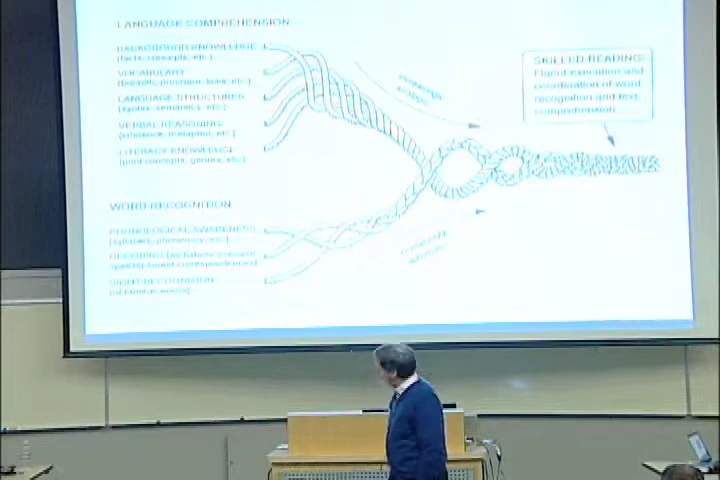 LANGUAGE COMPREHENSION
BACKGROUND KNOWLEDGE
(facts, concepts, etc.)
VOCABULARY
(breadth, precision, links, etc.)
LANGUAGE STRUCTURES
(syntax, semantics, etc.)
VERBAL REASONING
(inference, metaphor, etc.)
LITERACY KNOWLEDGE
(print concepts, genres, etc.)
SKILLED READING:
Fluent execution and
coordination of word
recognition and text
comprehension.
WORD RECOGNITION
PHONOLOGICAL AWARENESS
(syllables, phonemes, etc.)
DECODING (alphabetic principle,
spelling-sound correspondences)
SIGHT RECOGNITION
(of familiar words)